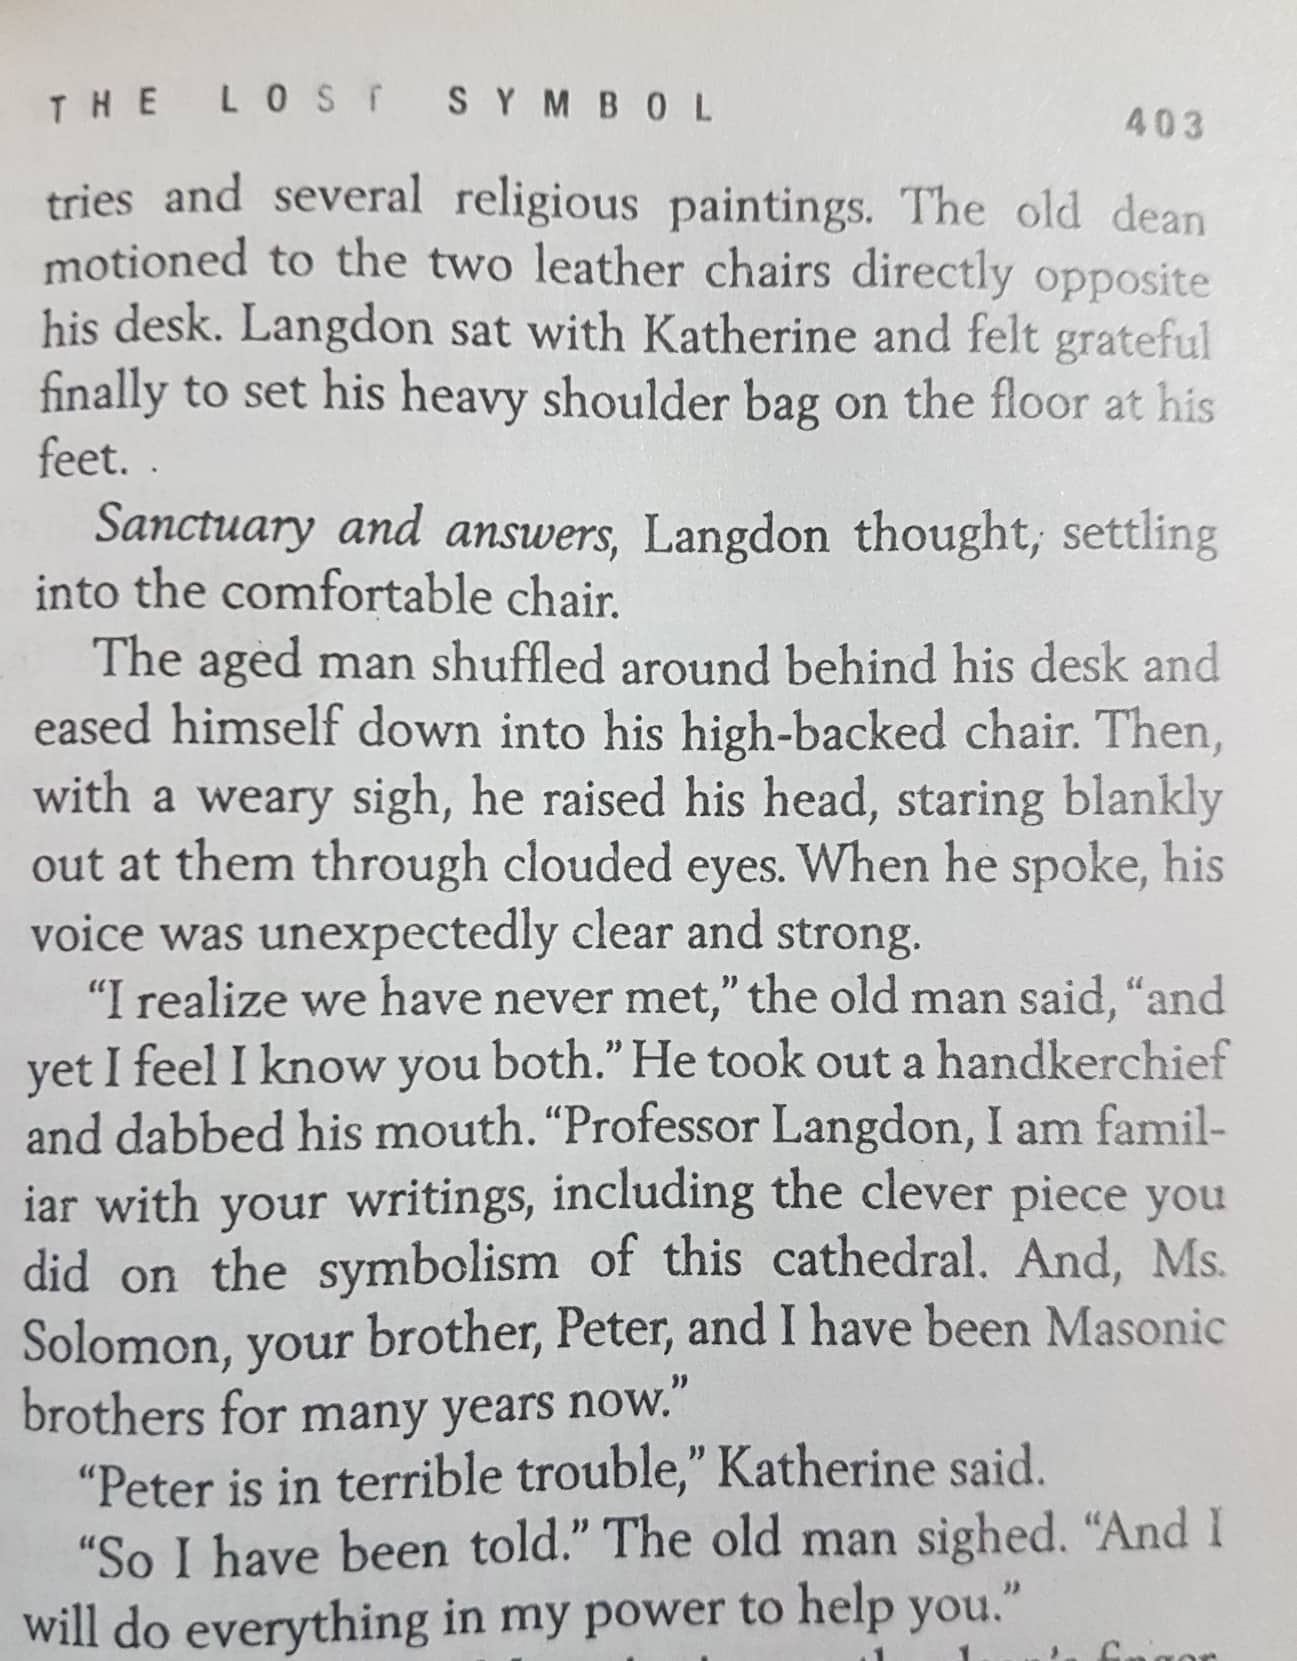 THE LOST SYMBOL 403
tries and several religious paintings. The old dean
motioned to the two leather chairs directly opposite
his desk. Langdon sat with Katherine and felt grateful
finally to set his heavy shoulder bag on the floor at his
feet.
Sanctuary and answers, Langdon thought, settling
into the comfortable chair.
The aged man shuffled around behind his desk and
eased himself down into his high-backed chair. Then,
with a weary sigh, he raised his head, staring blankly
out at them through clouded eyes. When he spoke, his
voice was unexpectedly clear and strong.
“I realize we have never met,” the old man said, “and
yet I feel I know you both.” He took out a handkerchief
and dabbed his mouth. “Professor Langdon, I am famil-
iar with your writings, including the clever piece you
did on the symbolism of this cathedral. And, Ms.
Solomon, your brother, Peter, and I have been Masonic
brothers for many years now.”
“Peter is in terrible trouble,” Katherine said.
“So I have been told.” The old man sighed. “And I
will do everything in my power to help you.”